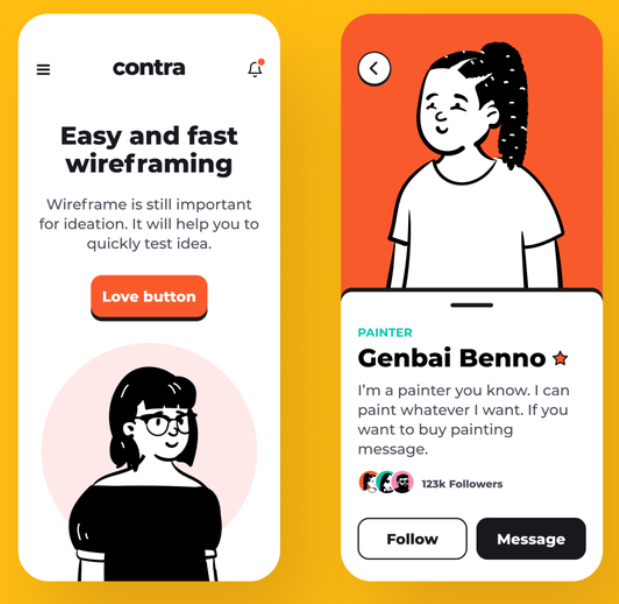 contra
Easy and fast
wireframing
Wireframe is still important
for ideation. It will help you to
quickly test idea.
Love button
PAINTER
Genbai Benno
I'm a painter you know. I can
paint whatever I want. If you
want to buy painting
message.
123k Followers
Follow
Message